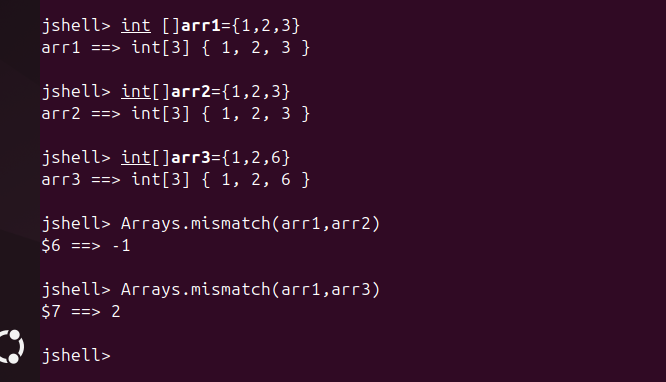 jshell> int []arr1={1,2,3}
arr1 ==> int[3] { 1, 2, 3 }
jshell> int[]arr2={1,2,3}
arr2 ==> int[3] { 1, 2, 3 }
jshell> int[]arr3={1,2,6}
arr3 ==> int[3] { 1, 2, 6 }
jshell> Arrays.mismatch(arr1,arr2)
$6 ==> -1
jshell> Arrays.mismatch(arr1,arr3)
$7 ==> 2
jshell>